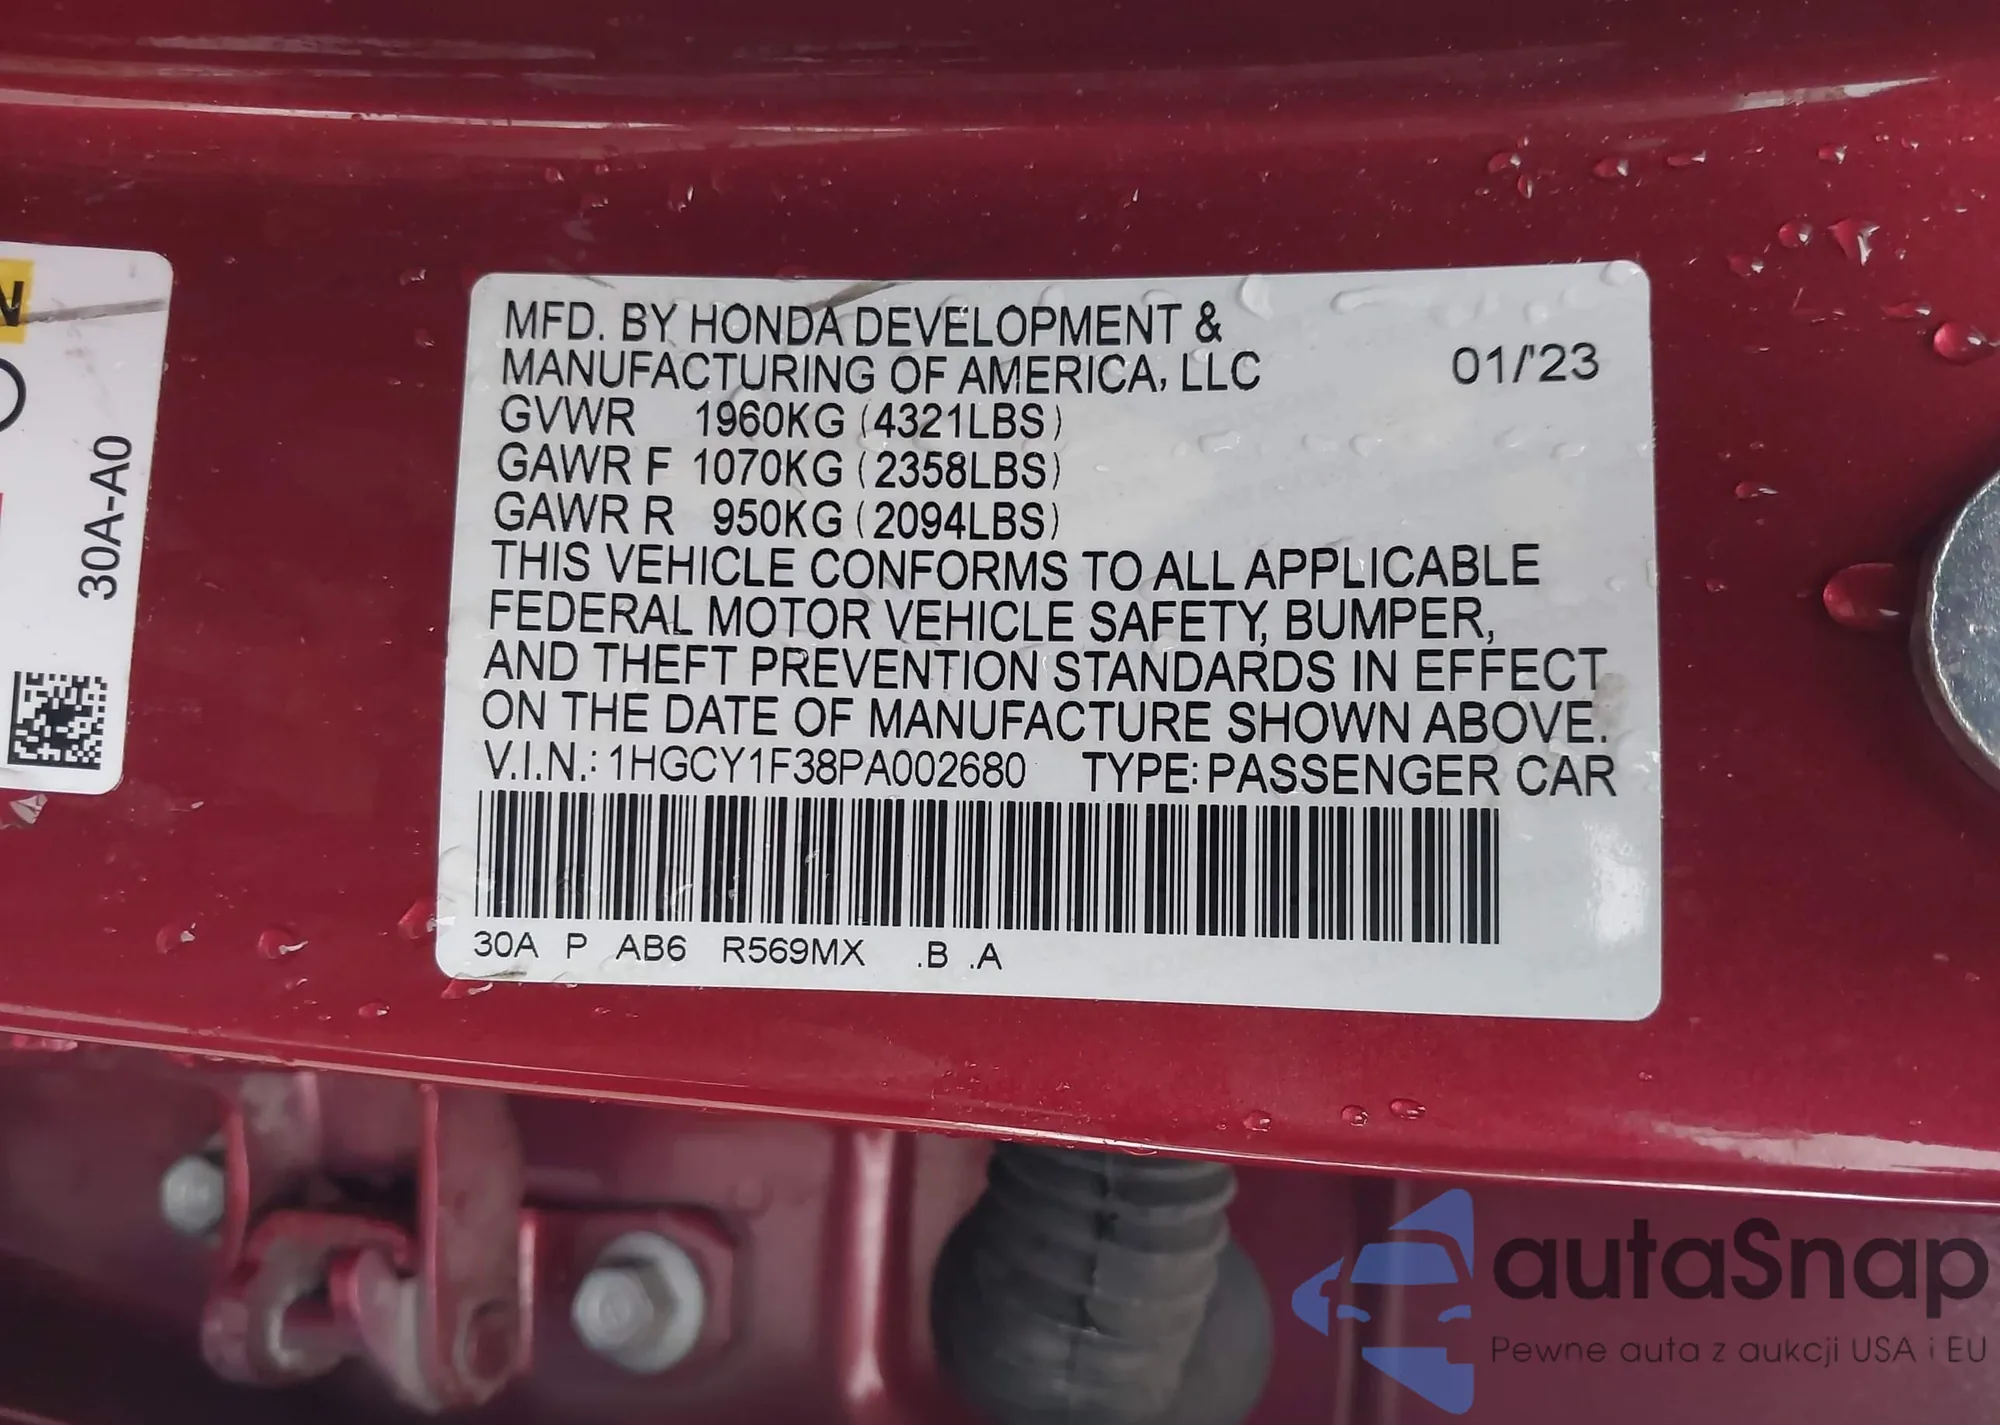 N
30A-A0
MFD. BY HONDA DEVELOPMENT &
MANUFACTURING OF AMERICA, LLC 01/'23
GVWR 1960KG (4321LBS)
GAWR F 1070KG (2358LBS)
GAWR R 950KG (2094LBS)
THIS VEHICLE CONFORMS TO ALL APPLICABLE
FEDERAL MOTOR VEHICLE SAFETY, BUMPER,
AND THEFT PREVENTION STANDARDS IN EFFECT
ON THE DATE OF MANUFACTURE SHOWN ABOVE.
V.I.N.: 1HGCY1F38PA002680 TYPE: PASSENGER CAR
30A P AB6 R569MX .B .A
autaSnap
Pewne auta z aukcji USA i EU